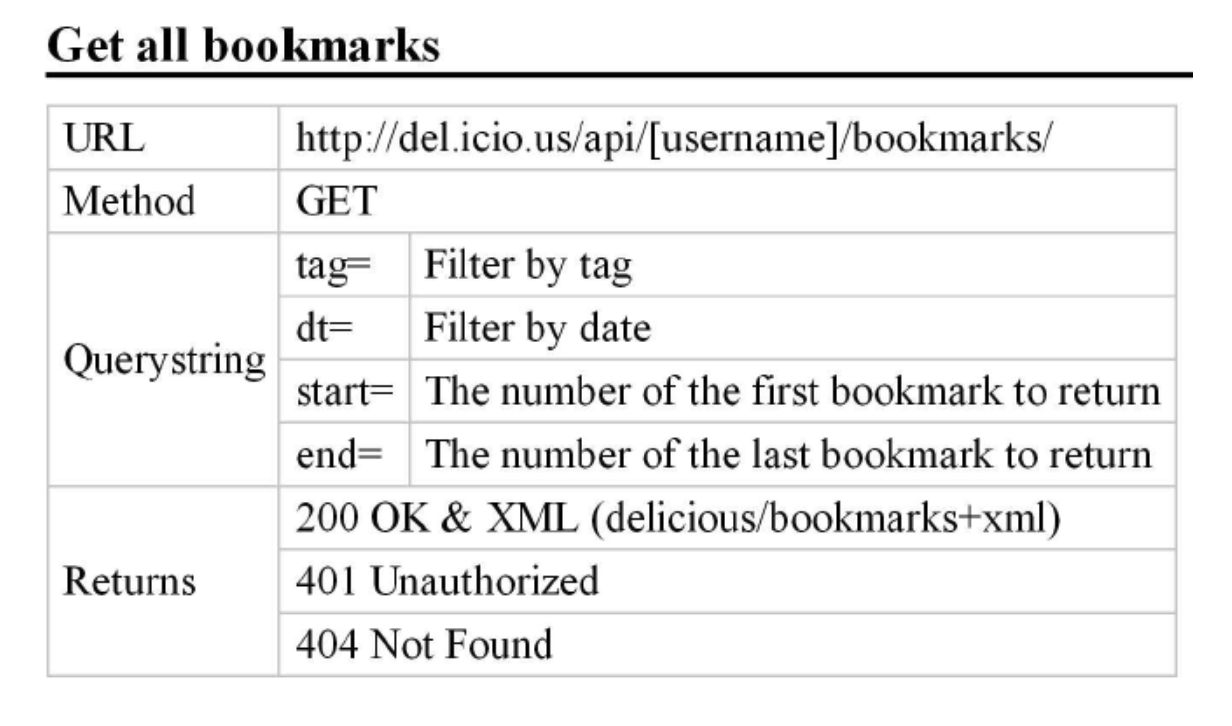 Get all bookmarks
URL http://del.icio.us/api/[username]/bookmarks/
Method GET
Querystring
tag= Filter by tag
dt= Filter by date
start= The number of the first bookmark to return
end= The number of the last bookmark to return
Returns
200 OK & XML (delicious/bookmarks+xml)
401 Unauthorized
404 Not Found